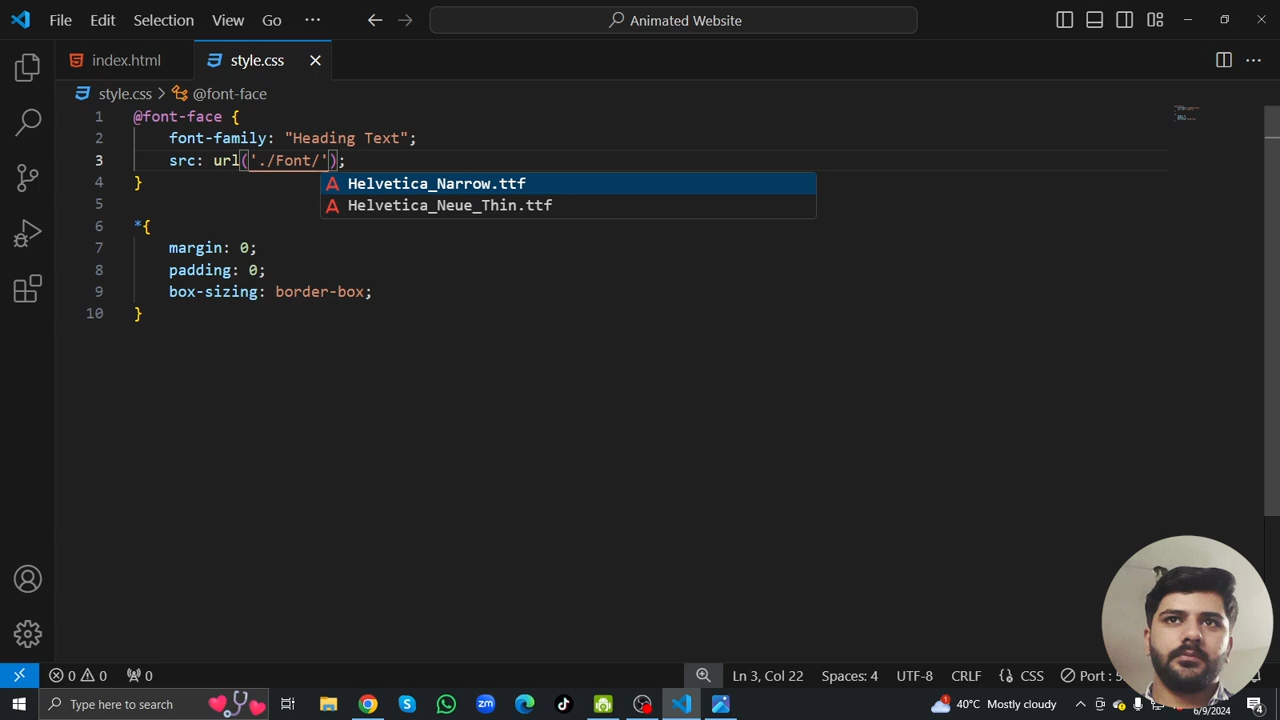 File Edit Selection View Go ··· Animated Website
index.html style.css
style.css > @font-face
1 @font-face {
2 font-family: "Heading Text";
3 src: url('./Font/');
4 }
5
6 *{
7 margin: 0;
8 padding: 0;
9 box-sizing: border-box;
10 }
Helvetica_Narrow.ttf
Helvetica_Neue_Thin.ttf
0 0 0 Ln 3, Col 22 Spaces: 4 UTF-8 CRLF CSS Port : 5
Type here to search 40°C Mostly cloudy
6/9/2024 4